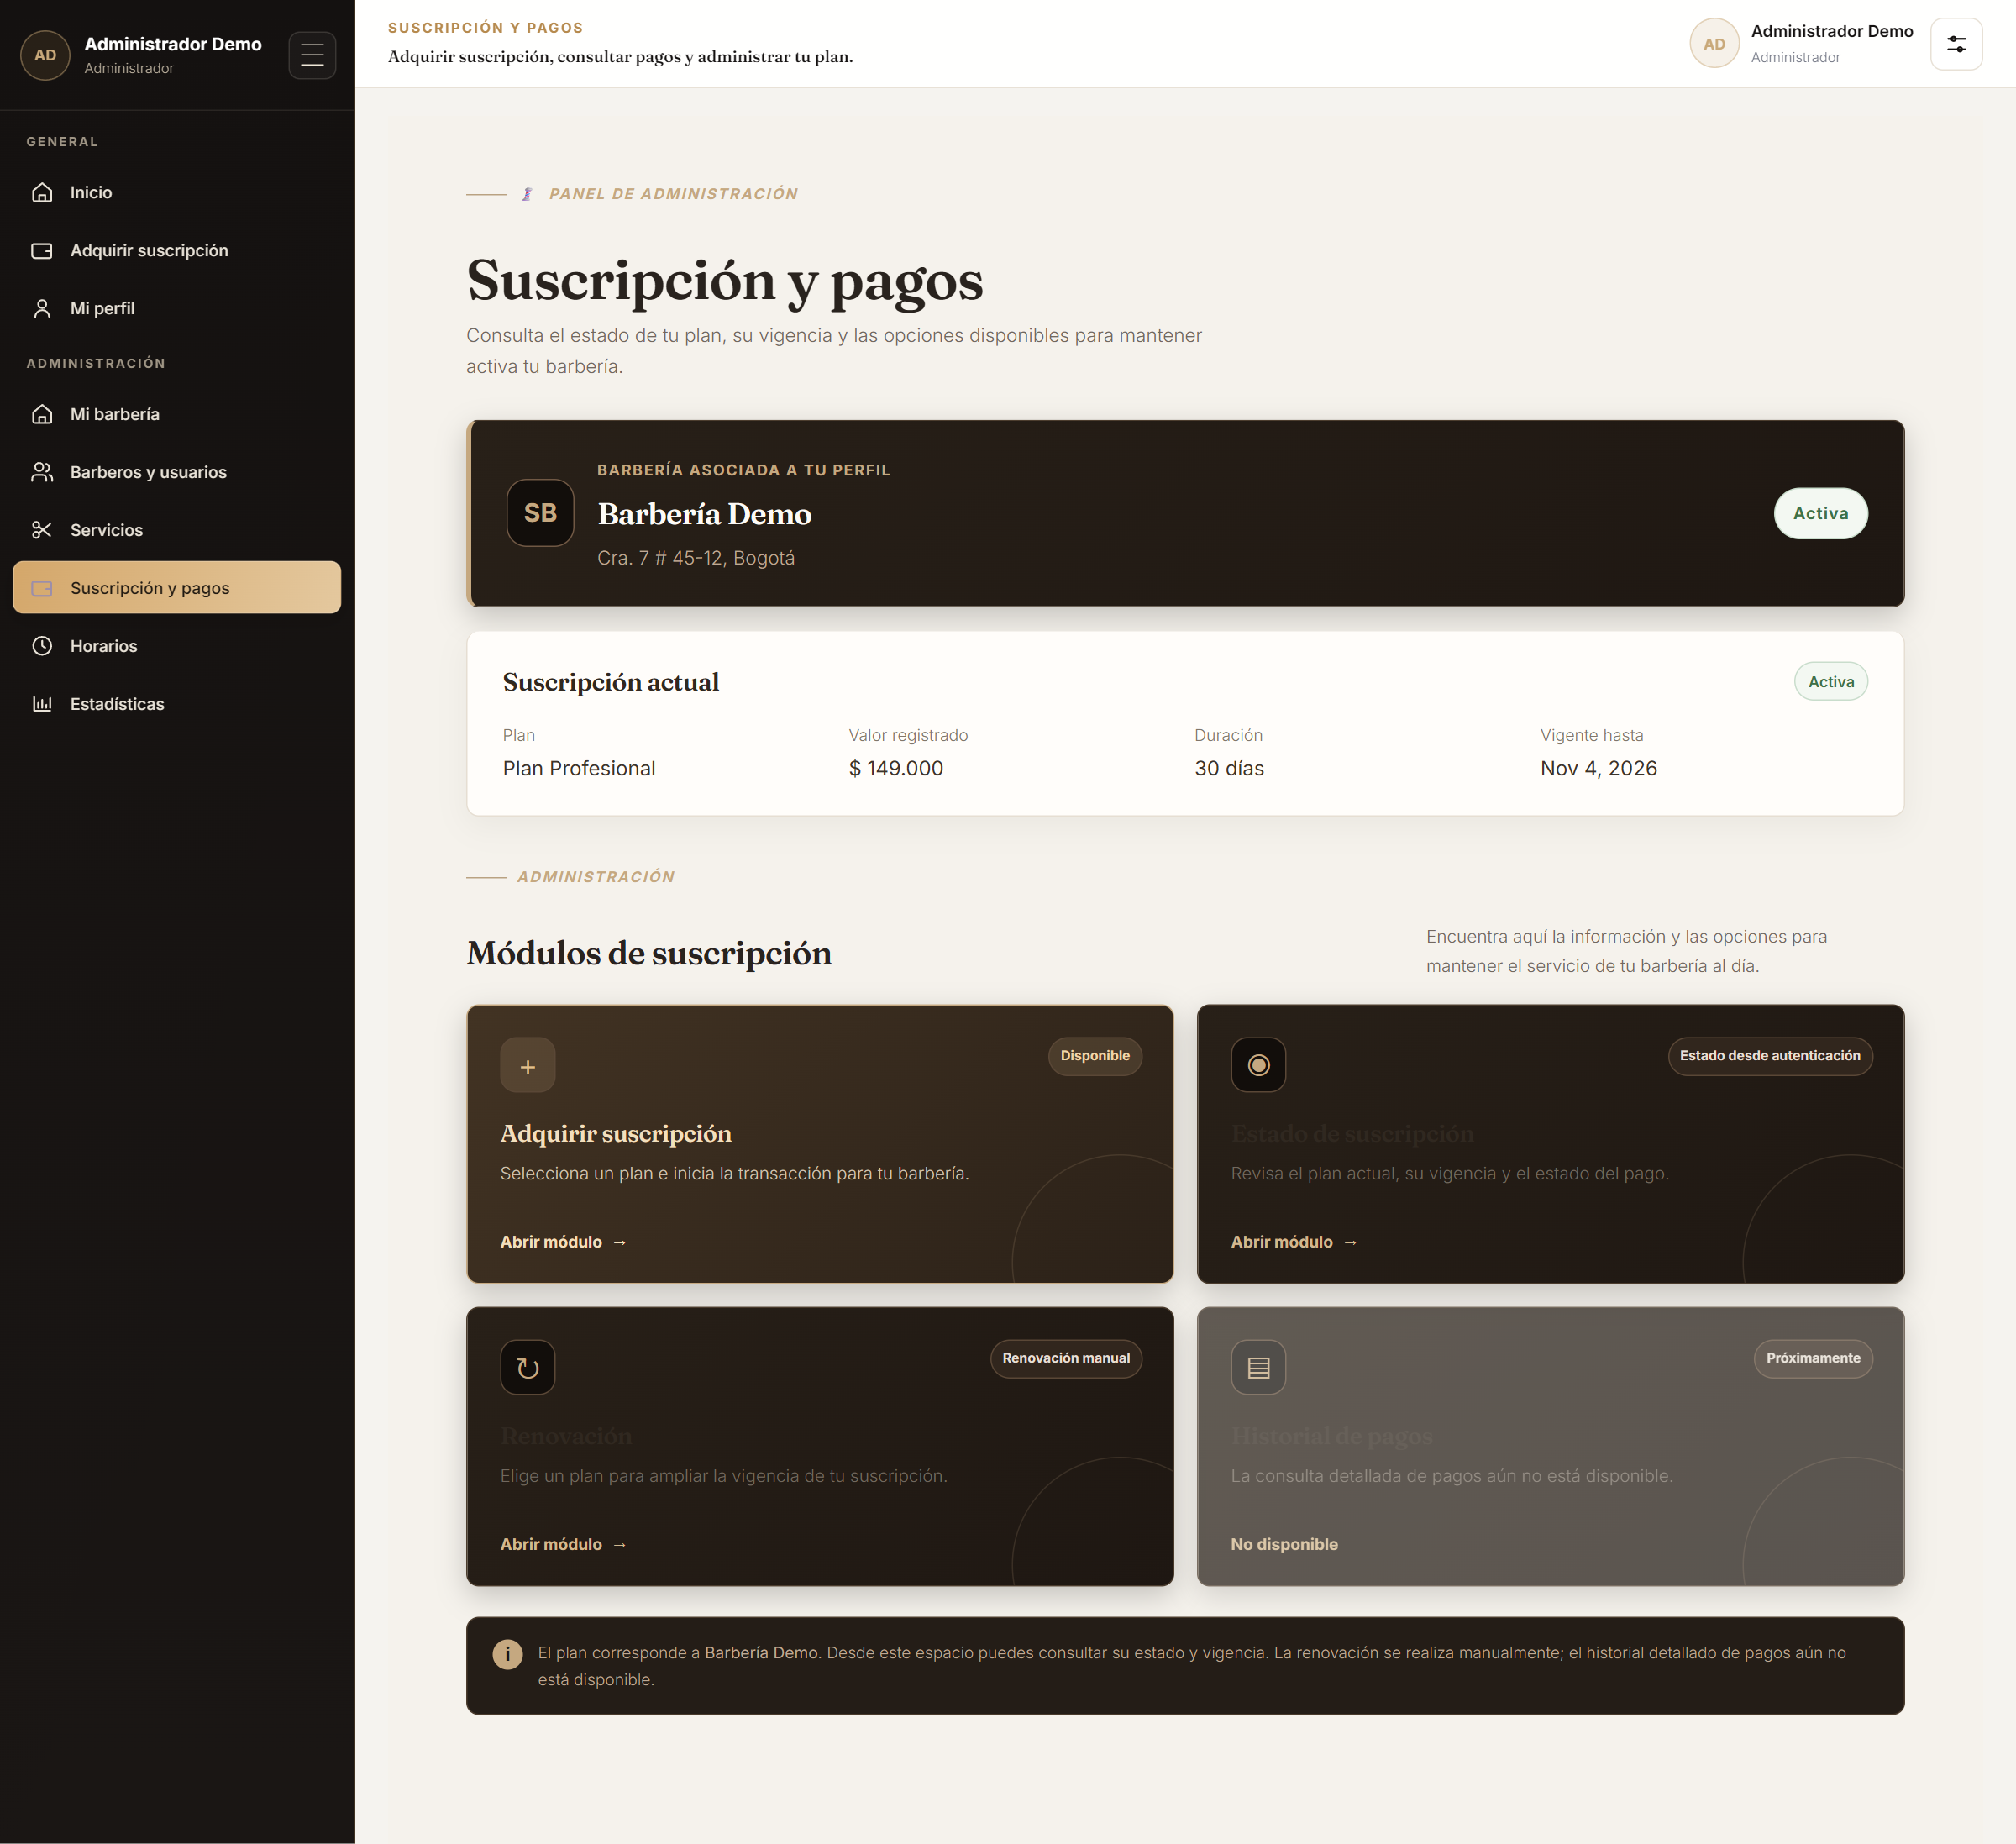 AD
Administrador Demo
Administrador
GENERAL
Inicio
Adquirir suscripción
Mi perfil
ADMINISTRACIÓN
Mi barbería
Barberos y usuarios
Servicios
Suscripción y pagos
Horarios
Estadísticas
SUSCRIPCIÓN Y PAGOS
Adquirir suscripción, consultar pagos y administrar tu plan.
AD
Administrador Demo
Administrador
PANEL DE ADMINISTRACIÓN
Suscripción y pagos
Consulta el estado de tu plan, su vigencia y las opciones disponibles para mantener
activa tu barbería.
SB
BARBERÍA ASOCIADA A TU PERFIL
Barbería Demo
Cra. 7 # 45-12, Bogotá
Activa
Suscripción actual
Activa
Plan
Plan Profesional
Valor registrado
$ 149.000
Duración
30 días
Vigente hasta
Nov 4, 2026
ADMINISTRACIÓN
Módulos de suscripción
Encuentra aquí la información y las opciones para
mantener el servicio de tu barbería al día.
Disponible
Adquirir suscripción
Selecciona un plan e inicia la transacción para tu barbería.
Abrir módulo →
Estado desde autenticación
Estado de suscripción
Revisa el plan actual, su vigencia y el estado del pago.
Abrir módulo →
Renovación manual
Renovación
Elige un plan para ampliar la vigencia de tu suscripción.
Abrir módulo →
Próximamente
Historial de pagos
La consulta detallada de pagos aún no está disponible.
No disponible
i
El plan corresponde a Barbería Demo. Desde este espacio puedes consultar su estado y vigencia. La renovación se realiza manualmente; el historial detallado de pagos aún no
está disponible.